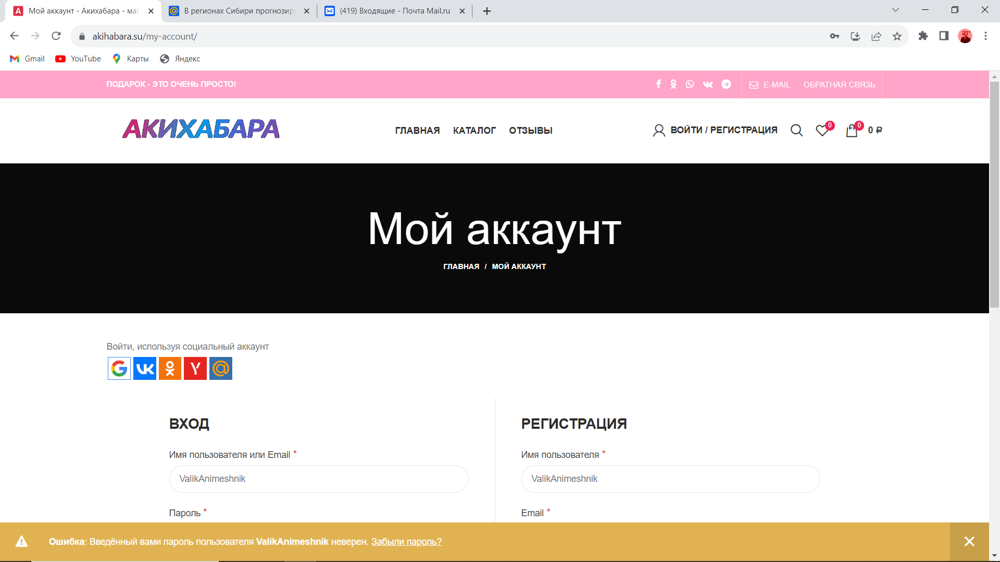 Мой аккаунт - Акихабара - маг
В регионах Сибири прогнозиру
(419) Входящие - Почта Mail.ru
akihabara.su/my-account/
Gmail
YouTube
Карты
Яндекс
ПОДАРОК - ЭТО ОЧЕНЬ ПРОСТО!
E-MAIL
ОБРАТНАЯ СВЯЗЬ
АКИХАБАРА
ГЛАВНАЯ
КАТАЛОГ
ОТЗЫВЫ
ВОЙТИ / РЕГИСТРАЦИЯ
0
0
0 ₽
Мой аккаунт
ГЛАВНАЯ / МОЙ АККАУНТ
Войти, используя социальный аккаунт
ВХОД
Имя пользователя или Email *
ValikAnimeshnik
Пароль *
РЕГИСТРАЦИЯ
Имя пользователя *
ValikAnimeshnik
Email *
Ошибка: Введённый вами пароль пользователя ValikAnimeshnik неверен. Забыли пароль?